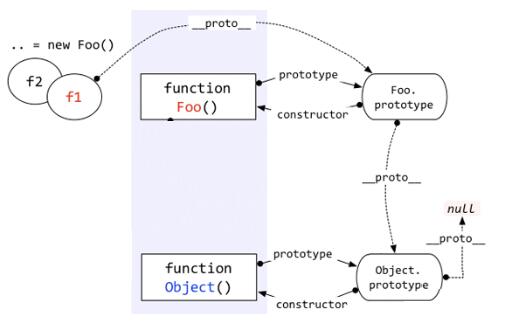 __proto__
.. = new Foo()
f2
f1
function
Foo()
prototype
constructor
Foo.
prototype
__proto__
null
__proto__
function
Object()
prototype
constructor
Object.
prototype